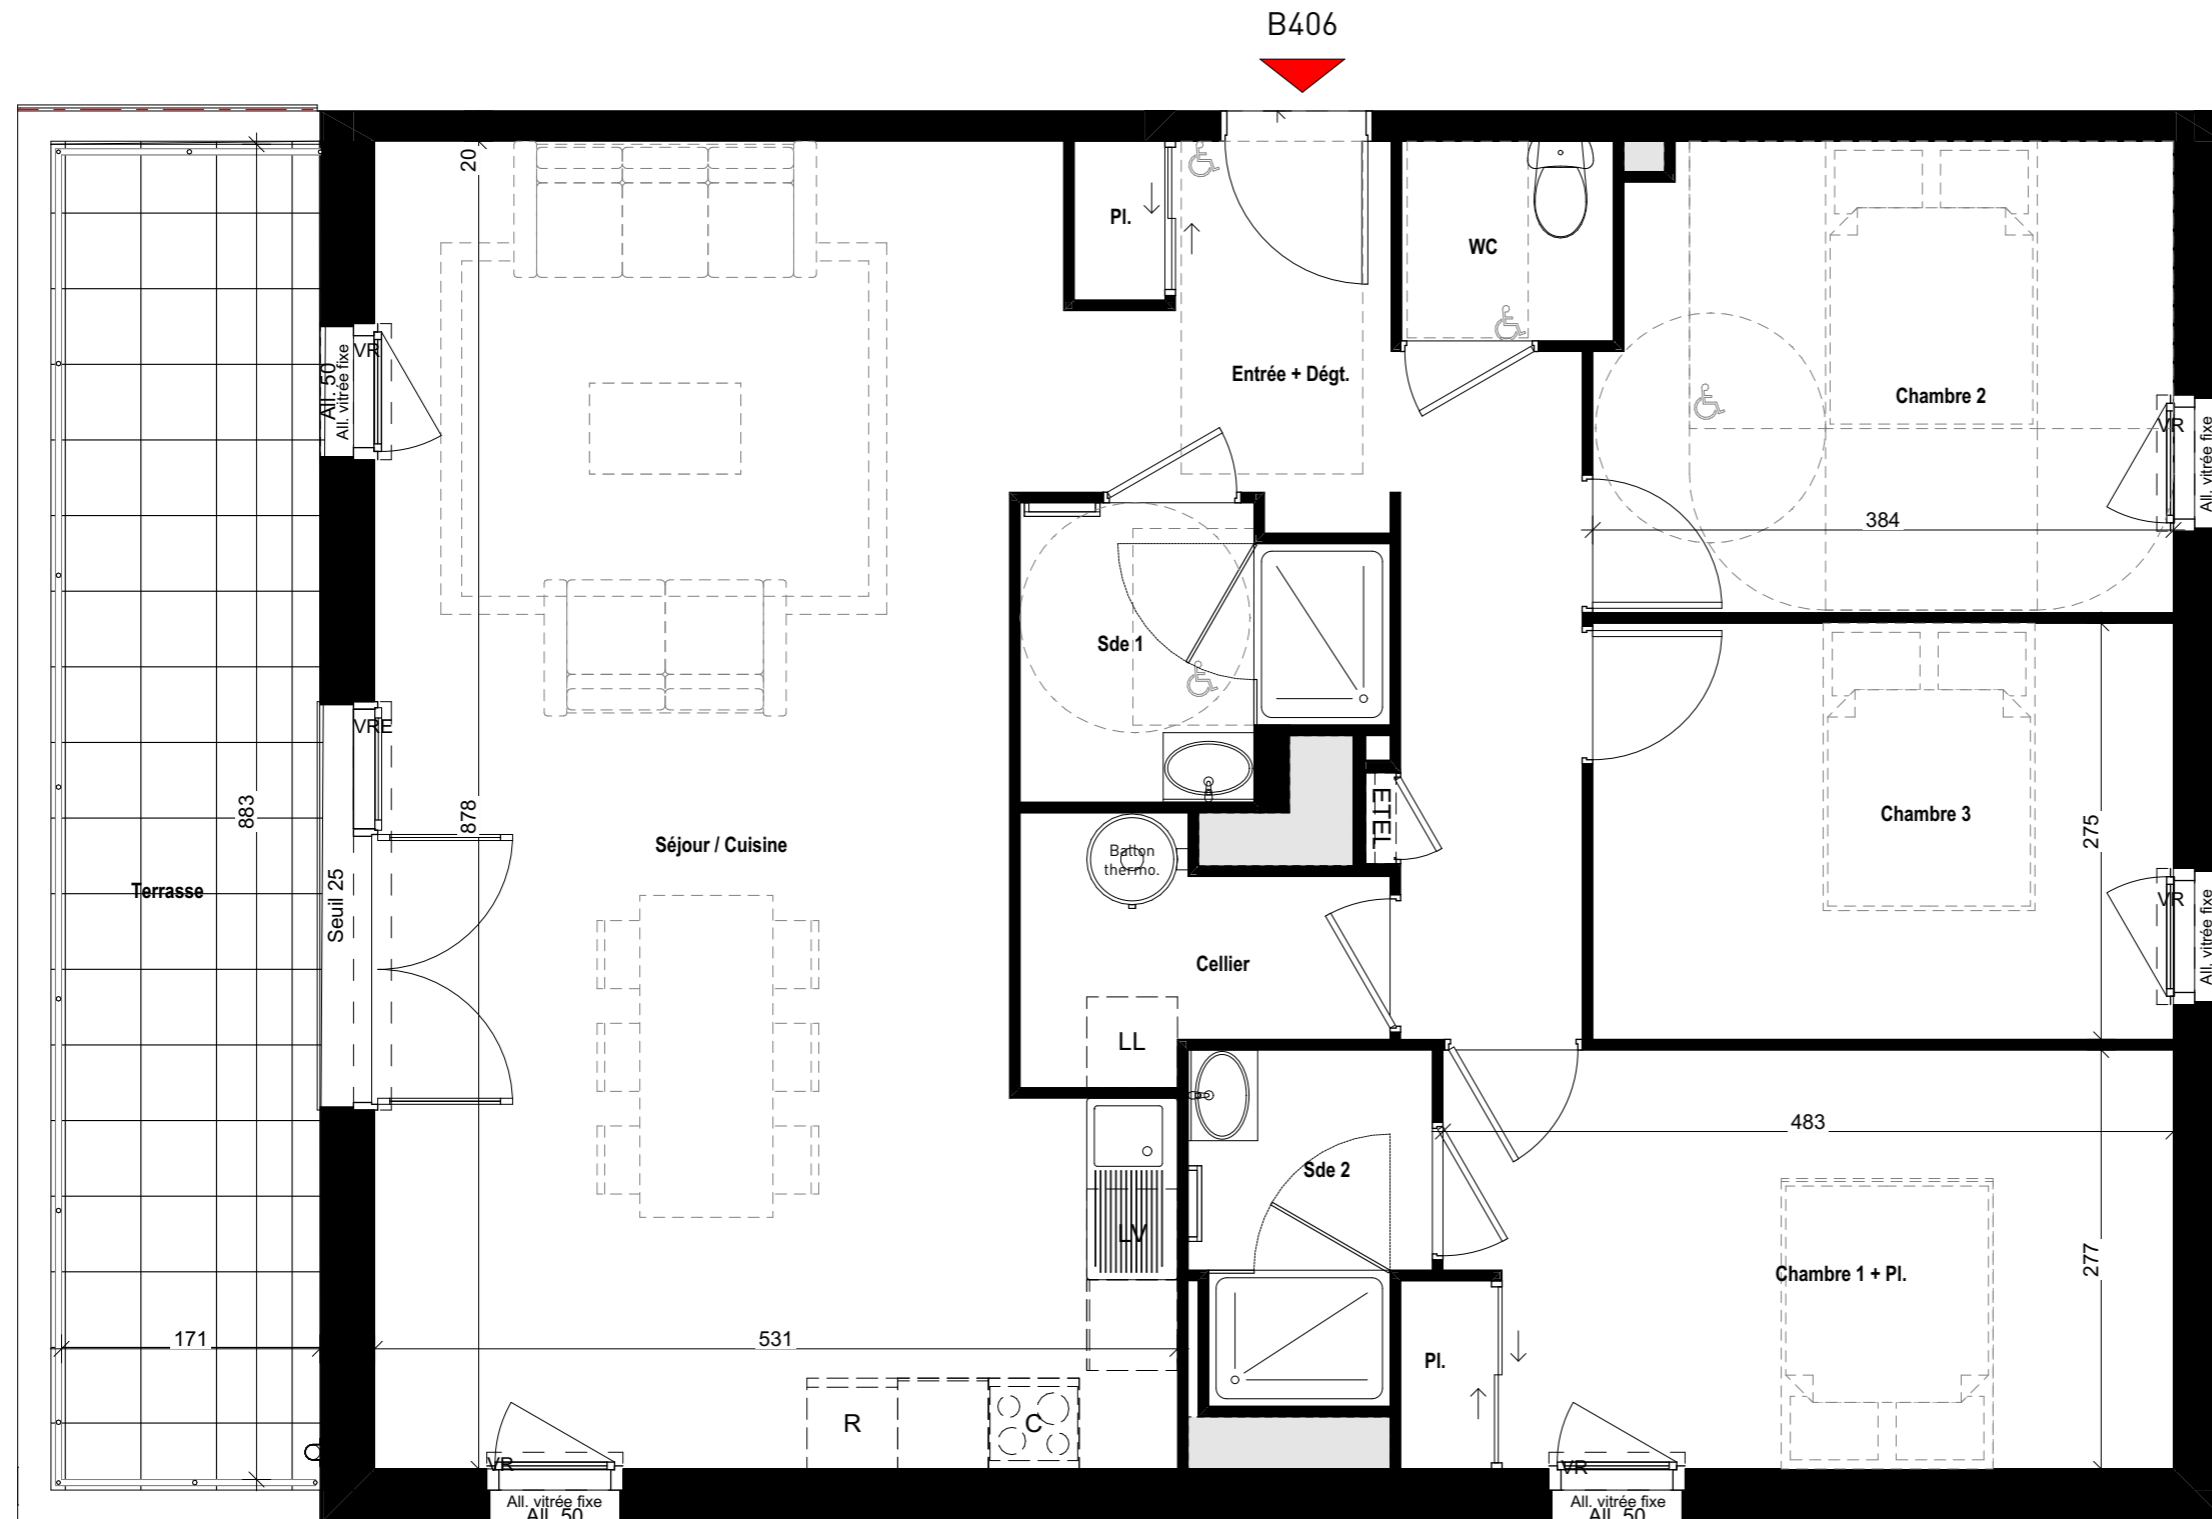 B406
20
Pl.
WC
VR
All. 50
All. vitrée fixe
Entrée + Dégt.
Chambre 2
VR
All. vitrée fixe
384
Sde 1
VRE
883
878
Séjour / Cuisine
ETEL
Chambre 3
275
Ballon
thermo.
Terrasse
Seuil 25
VR
All. vitrée fixe
Cellier
LL
483
Sde 2
LV
Chambre 1 + Pl.
277
171
531
Pl.
R
C
VR
All. vitrée fixe
All. 50
VR
All. vitrée fixe
All. 50